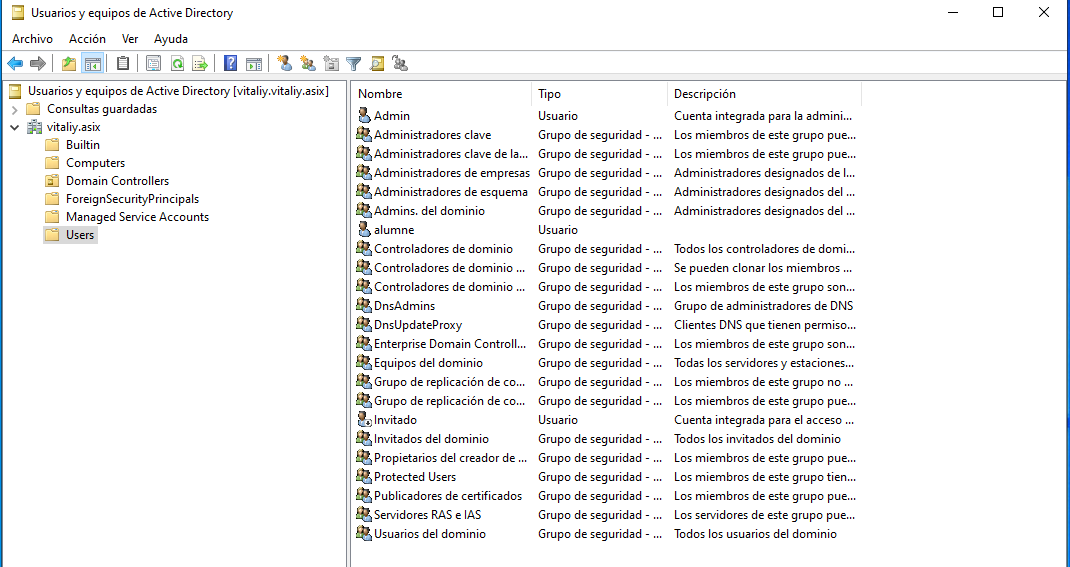 Usuarios y equipos de Active Directory
Archivo Acción Ver Ayuda
Usuarios y equipos de Active Directory [vitaliy.vitaliy.asix]
Consultas guardadas
vitaliy.asix
Builtin
Computers
Domain Controllers
ForeignSecurityPrincipals
Managed Service Accounts
Users
Nombre Tipo Descripción
Admin Usuario Cuenta integrada para la admini...
Administradores clave Grupo de seguridad - ... Los miembros de este grupo pue...
Administradores clave de la... Grupo de seguridad - ... Los miembros de este grupo pue...
Administradores de empresas Grupo de seguridad - ... Administradores designados de l...
Administradores de esquema Grupo de seguridad - ... Administradores designados del ...
Admins. del dominio Grupo de seguridad - ... Administradores designados del ...
alumne Usuario
Controladores de dominio Grupo de seguridad - ... Todos los controladores de domi...
Controladores de dominio ... Grupo de seguridad - ... Se pueden clonar los miembros ...
Controladores de dominio ... Grupo de seguridad - ... Los miembros de este grupo son...
DnsAdmins Grupo de seguridad - ... Grupo de administradores de DNS
DnsUpdateProxy Grupo de seguridad - ... Clientes DNS que tienen permiso...
Enterprise Domain Controll... Grupo de seguridad - ... Los miembros de este grupo son...
Equipos del dominio Grupo de seguridad - ... Todas los servidores y estaciones...
Grupo de replicación de co... Grupo de seguridad - ... Los miembros de este grupo no ...
Grupo de replicación de co... Grupo de seguridad - ... Los miembros de este grupo pue...
Invitado Usuario Cuenta integrada para el acceso ...
Invitados del dominio Grupo de seguridad - ... Todos los invitados del dominio
Propietarios del creador de ... Grupo de seguridad - ... Los miembros de este grupo pue...
Protected Users Grupo de seguridad - ... Los miembros de este grupo tien...
Publicadores de certificados Grupo de seguridad - ... Los miembros de este grupo pue...
Servidores RAS e IAS Grupo de seguridad - ... Los servidores de este grupo pue...
Usuarios del dominio Grupo de seguridad - ... Todos los usuarios del dominio